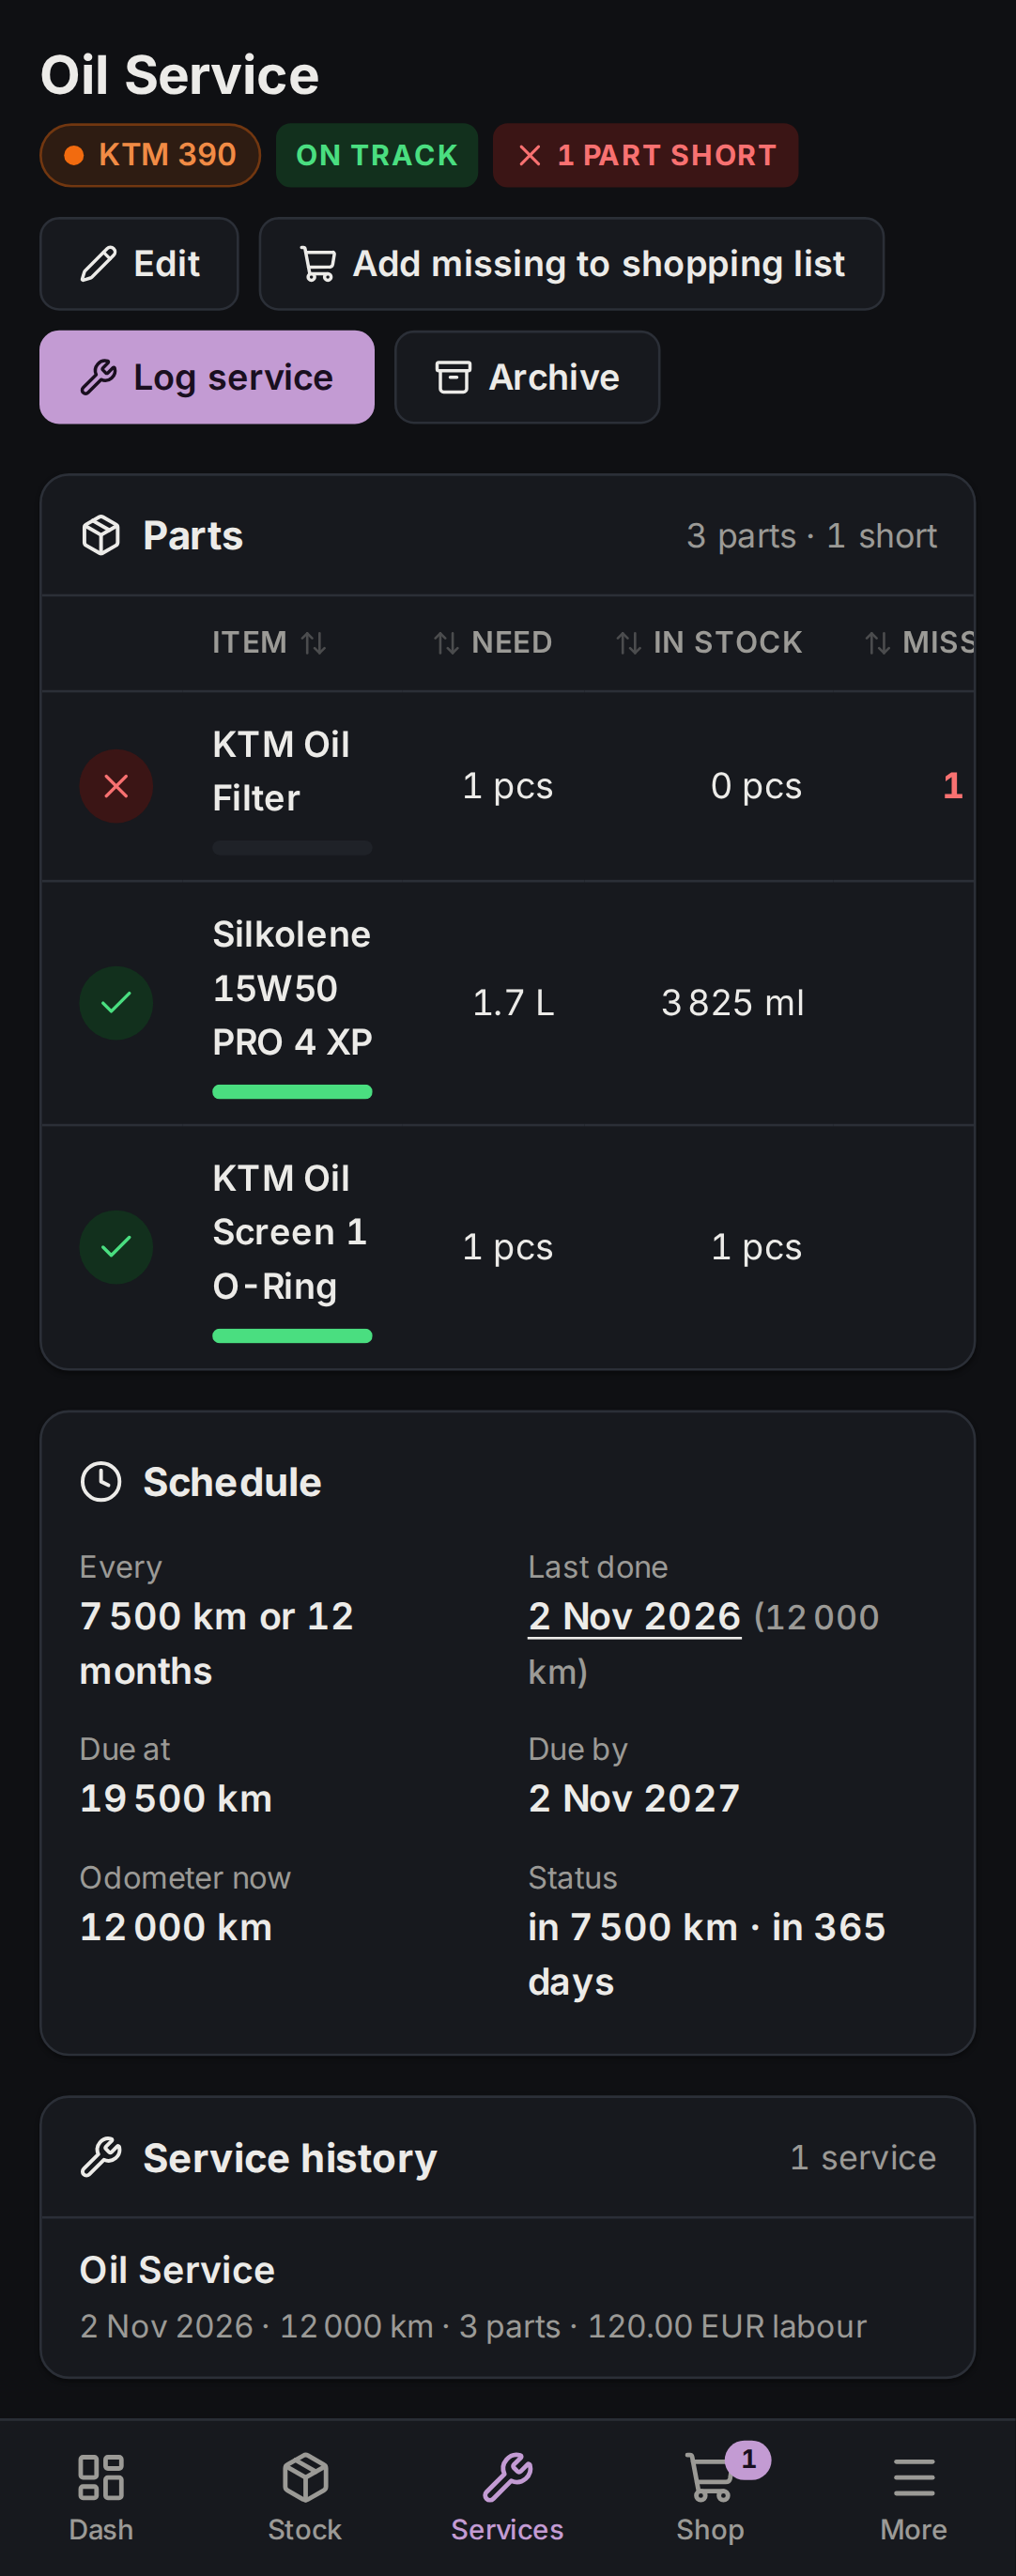 Oil Service
KTM 390 ON TRACK 1 PART SHORT
Edit Add missing to shopping list
Log service Archive
Parts 3 parts · 1 short
ITEM NEED IN STOCK MISS
KTM Oil
Filter
1 pcs 0 pcs 1
Silkolene
15W50
PRO 4 XP
1.7 L 3 825 ml
KTM Oil
Screen 1
O-Ring
1 pcs 1 pcs
Schedule
Every
7 500 km or 12
months
Last done
2 Nov 2026 (12 000
km)
Due at
19 500 km
Due by
2 Nov 2027
Odometer now
12 000 km
Status
in 7 500 km · in 365
days
Service history 1 service
Oil Service
2 Nov 2026 · 12 000 km · 3 parts · 120.00 EUR labour
1
Dash Stock Services Shop More